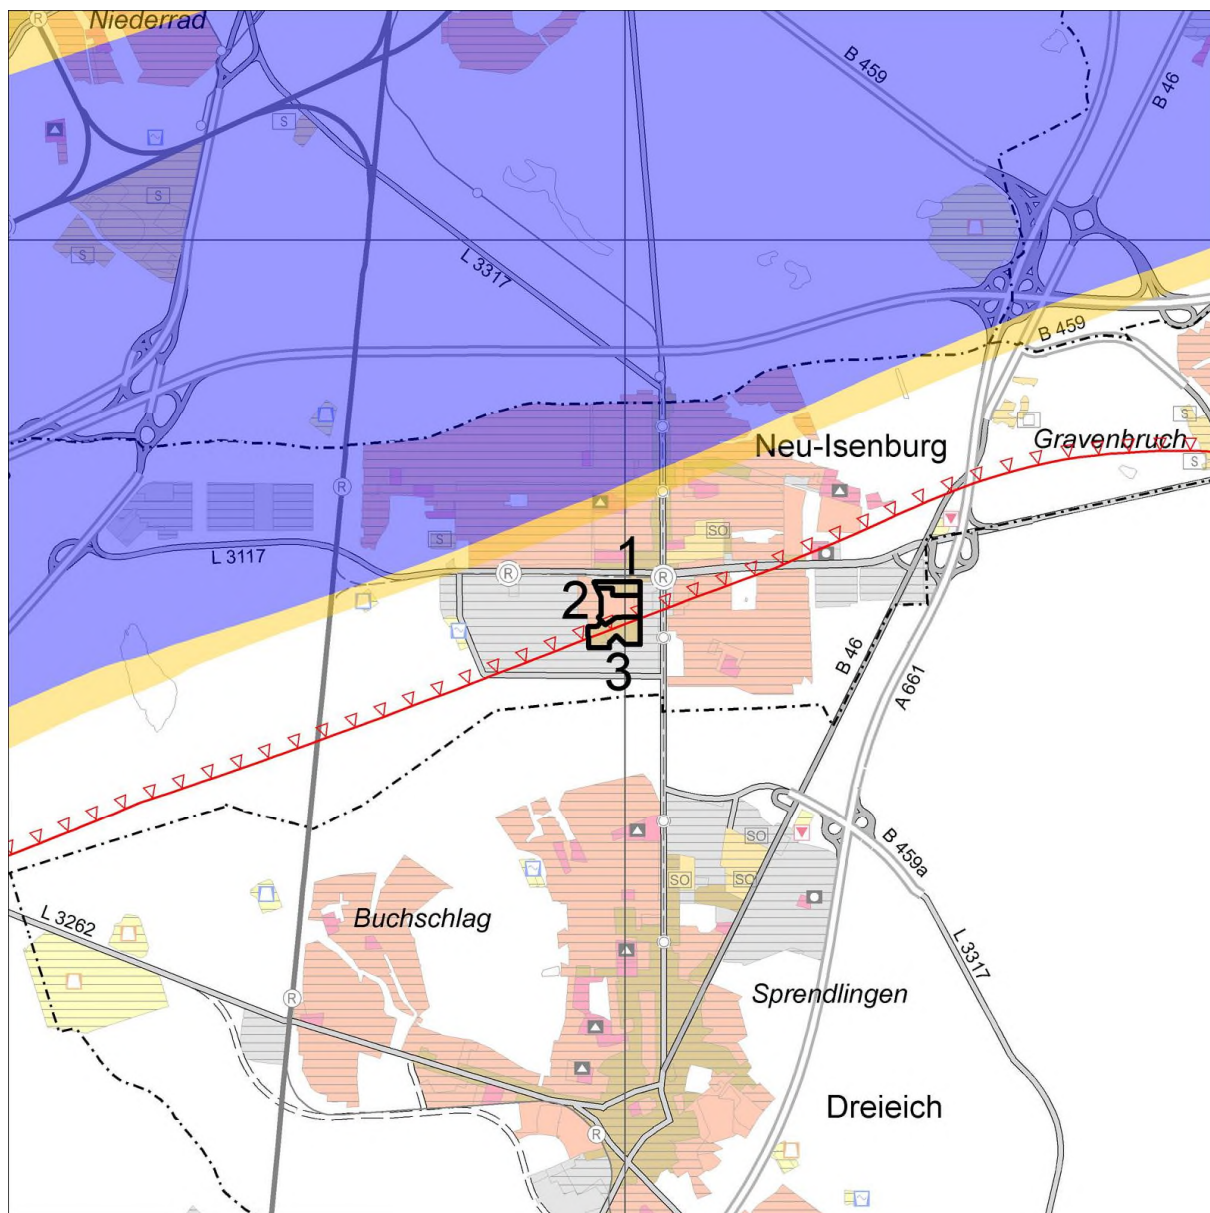 R
Niederrad
B 459
B 46
S
S
S
L 3317
B 459
Gravenbruch
S
S
Neu-Isenburg
R
SO
S
L 3117
R
1
R
2
3
B 46
A 661
SO
B 459a
SO
SO
Buchschlag
L 3262
L 3317
Sprendlingen
R
Dreieich
R